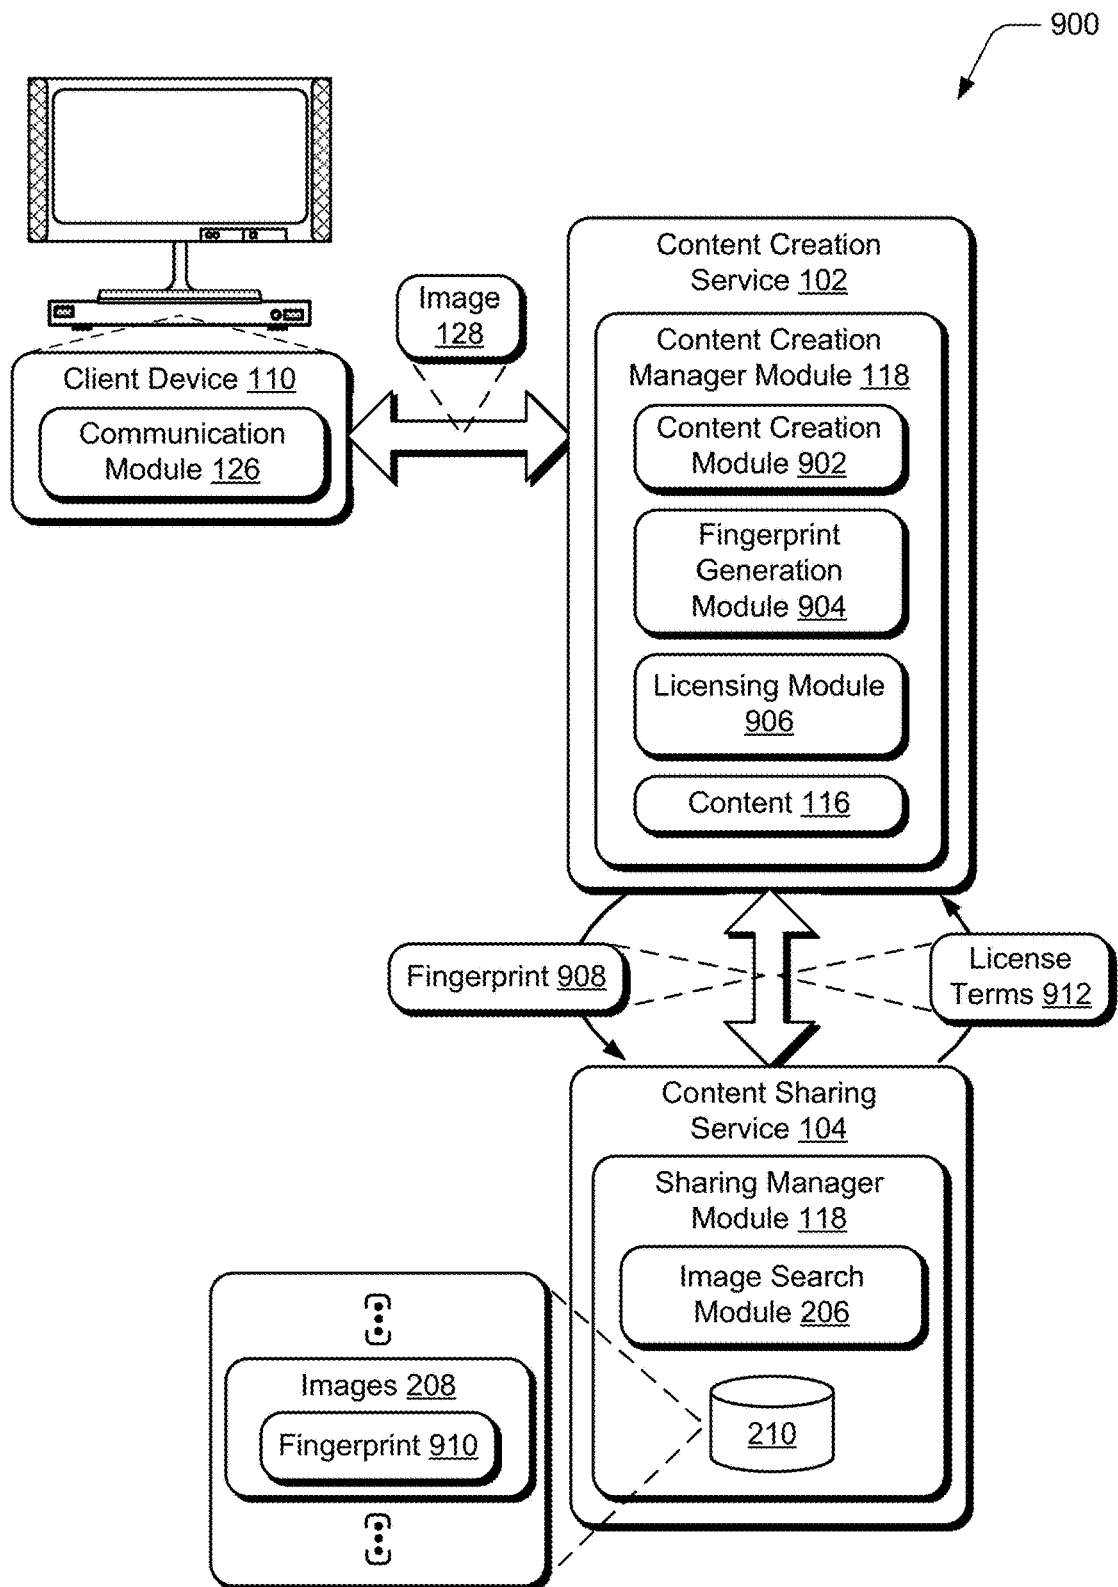 900
Content Creation
Service 102
Image
128
Content Creation
Manager Module 118
Client Device 110
Communication
Module 126
Content Creation
Module 902
Fingerprint
Generation
Module 904
Licensing Module
906
Content 116
Fingerprint 908
License
Terms 912
Content Sharing
Service 104
Sharing Manager
Module 118
Image Search
Module 206
Images 208
Fingerprint 910
210